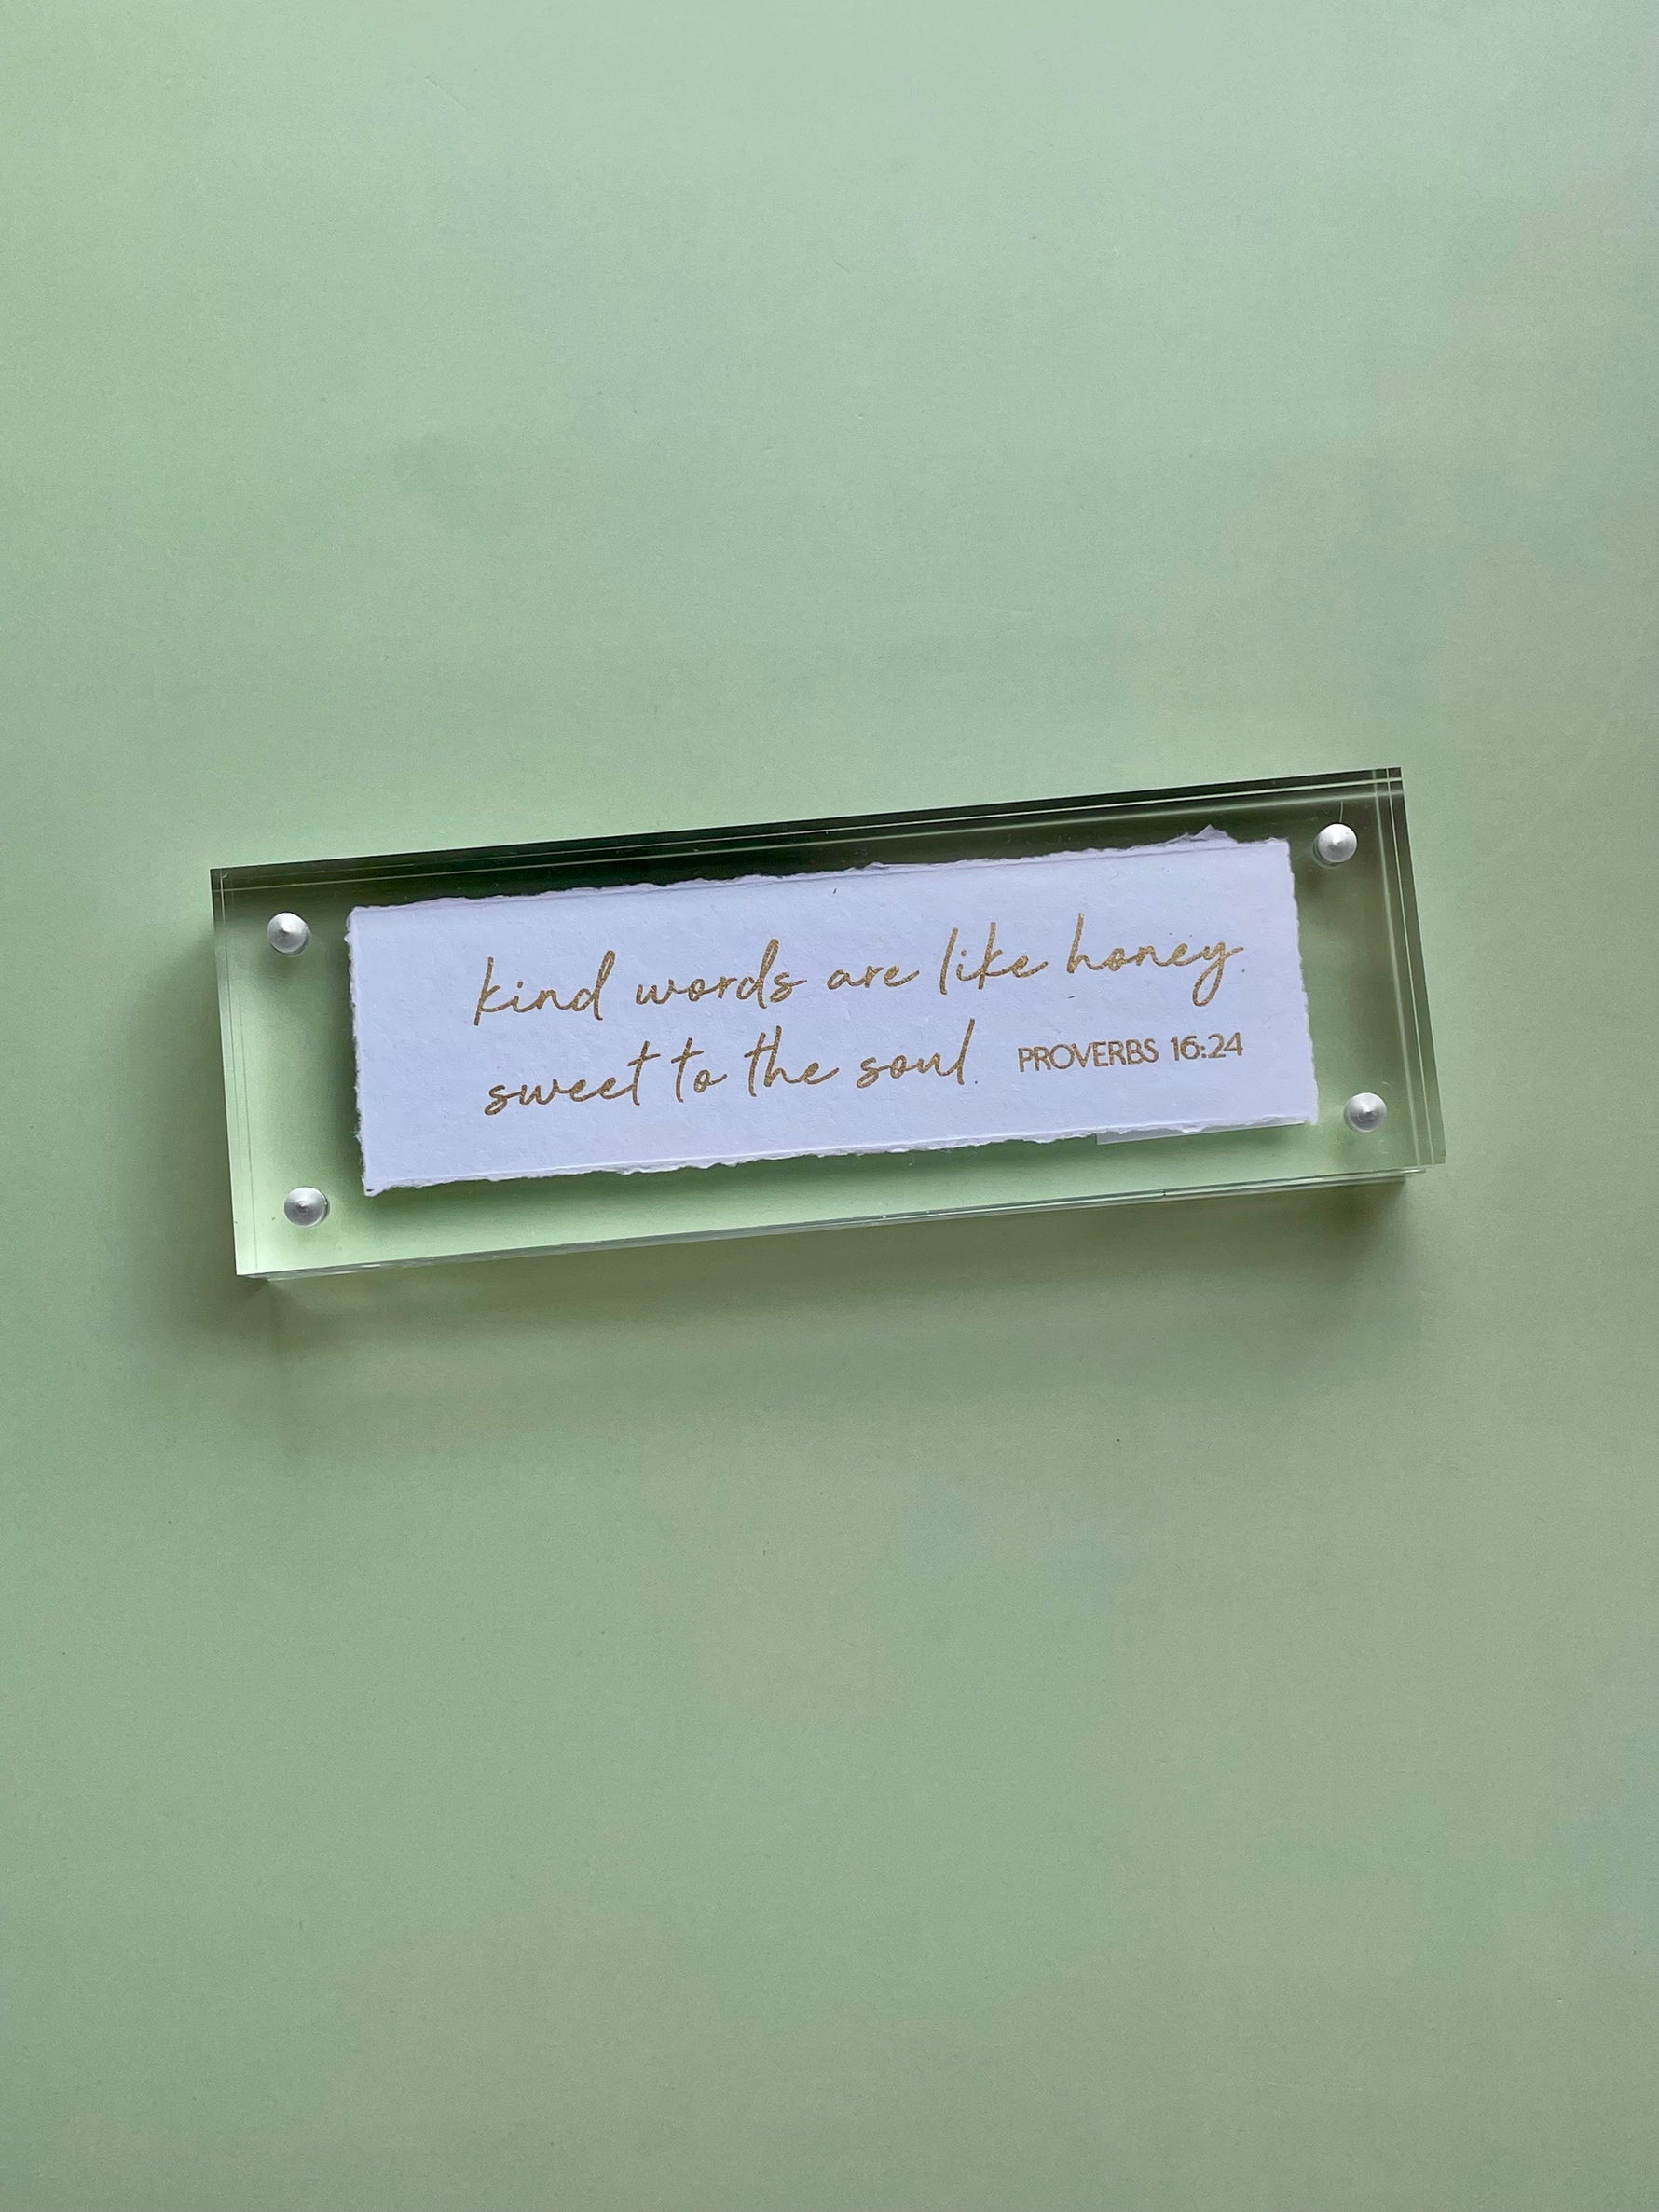 kind words are like honey
sweet to the soul. PROVERBS 16:24